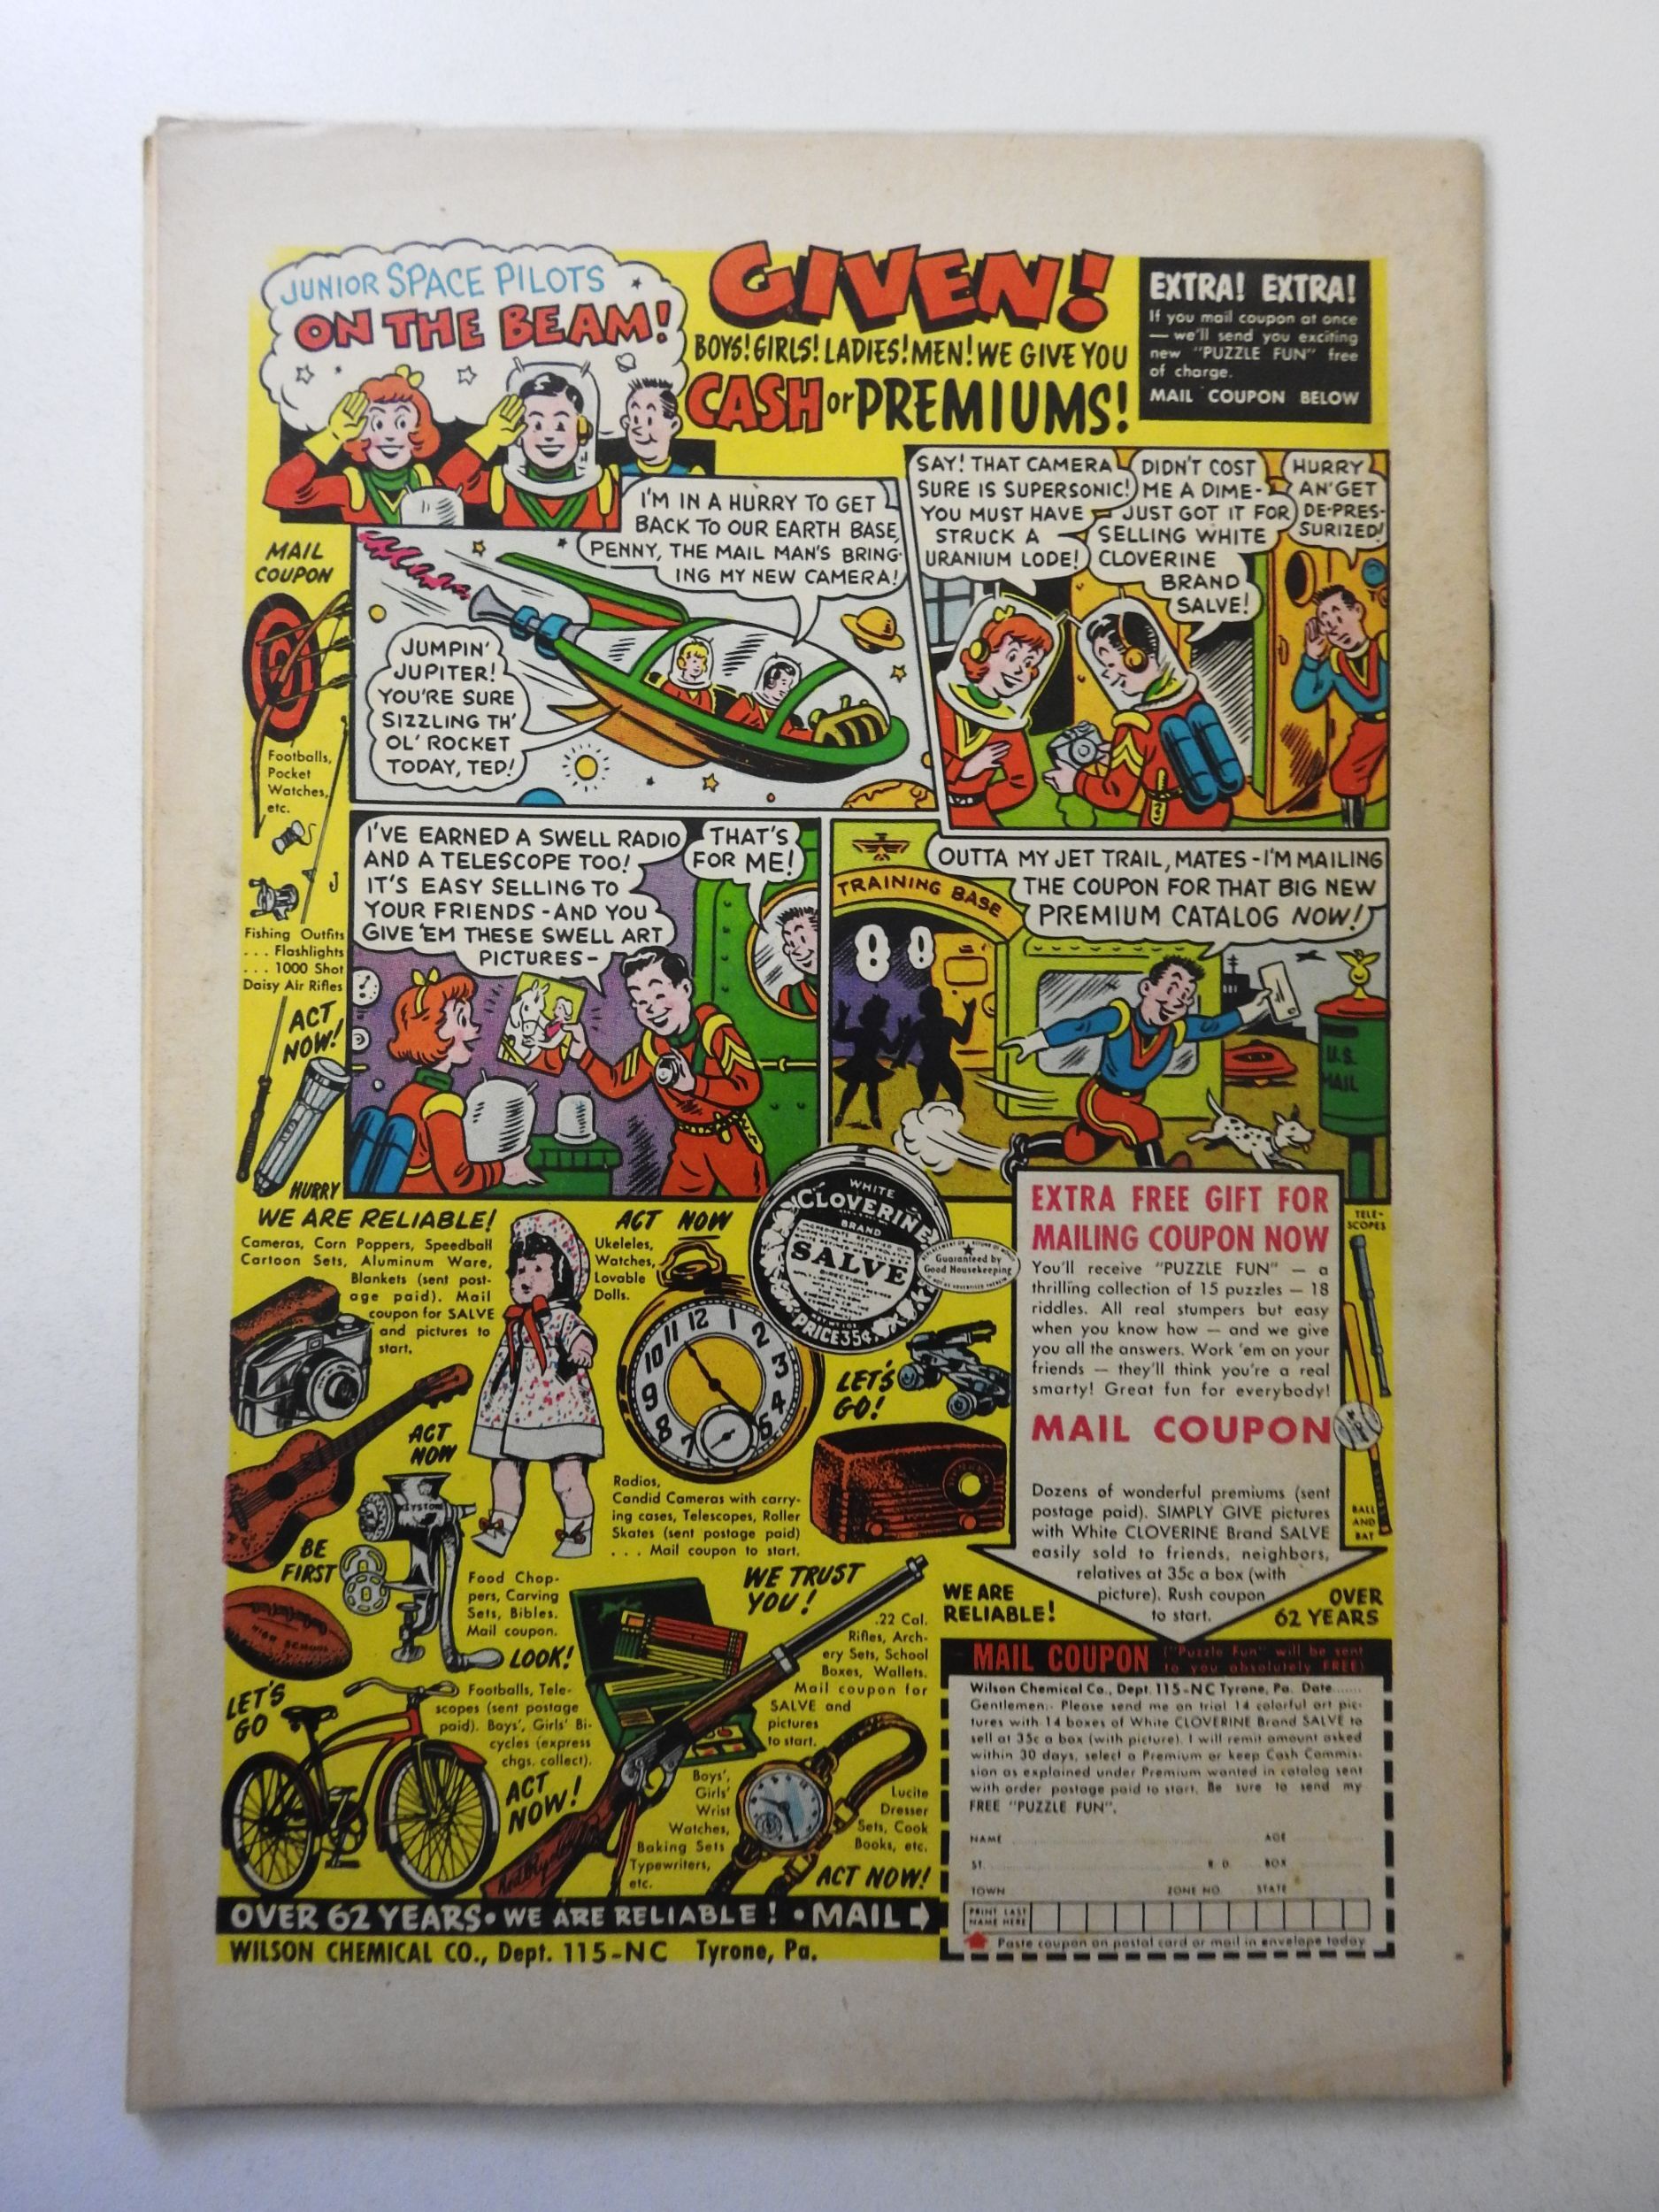 JUNIOR SPACE PILOTS
ON THE BEAM!
GIVEN!
BOYS! GIRLS! LADIES! MEN! WE GIVE YOU
CASH or PREMIUMS!
EXTRA! EXTRA!
If you mail coupon at once
— we'll send you exciting
new "PUZZLE FUN" free
of charge.
MAIL COUPON BELOW
I'M IN A HURRY TO GET
BACK TO OUR EARTH BASE,
PENNY, THE MAIL MAN'S BRING-
ING MY NEW CAMERA!
JUMPIN'
JUPITER!
YOU'RE SURE
SIZZLING TH'
OL' ROCKET
TODAY, TED!
SAY! THAT CAMERA
SURE IS SUPERSONIC!
YOU MUST HAVE
STRUCK A
URANIUM LODE!
DIDN'T COST
ME A DIME-
JUST GOT IT FOR
SELLING WHITE
CLOVERINE
BRAND
SALVE!
HURRY
AN' GET
DE-PRES-
SURIZED!
MAIL
COUPON
Footballs,
Pocket
Watches,
etc.
Fishing Outfits
. . . Flashlights
. . . 1000 Shot
Daisy Air Rifles
ACT
NOW!
HURRY
I'VE EARNED A SWELL RADIO
AND A TELESCOPE TOO!
IT'S EASY SELLING TO
YOUR FRIENDS - AND YOU
GIVE 'EM THESE SWELL ART
PICTURES-
THAT'S
FOR ME!
OUTTA MY JET TRAIL, MATES - I'M MAILING
THE COUPON FOR THAT BIG NEW
PREMIUM CATALOG NOW!
TRAINING BASE
! !
U.S.
MAIL
WE ARE RELIABLE!
Cameras, Corn Poppers, Speedball
Cartoon Sets, Aluminum Ware,
Blankets (sent post-
age paid). Mail
coupon for SALVE
and pictures to
start.
ACT NOW
Ukeleles,
Watches,
Lovable
Dolls.
WHITE
CLOVERINE
BRAND
SALVE
DIRECTIONS
PRICE 35¢
Guaranteed by
Good Housekeeping
11 12 1
10 2
9 3
8 4
7 5
LET'S
GO!
ACT
NOW
KEYSTONE
Radios,
Candid Cameras with carry-
ing cases, Telescopes, Roller
Skates (sent postage paid)
. . . Mail coupon to start.
BE
FIRST
HIGH SCHOOL
Food Chop-
pers, Carving
Sets, Bibles.
Mail coupon.
LOOK!
WE TRUST
YOU!
.22 Cal.
Rifles, Arch-
ery Sets, School
Boxes, Wallets.
Mail coupon for
SALVE and
pictures
to start.
LET'S
GO
Footballs, Tele-
scopes (sent postage
paid). Boys', Girls' Bi-
cycles (express
chgs. collect).
ACT
NOW!
Boys',
Girls'
Wrist
Watches,
Baking Sets
Typewriters,
etc.
Lucite
Dresser
Sets, Cook
Books, etc.
ACT NOW!
OVER 62 YEARS • WE ARE RELIABLE! • MAIL
WILSON CHEMICAL CO., Dept. 115-NC Tyrone, Pa.
EXTRA FREE GIFT FOR
MAILING COUPON NOW
You'll receive "PUZZLE FUN" — a
thrilling collection of 15 puzzles — 18
riddles. All real stumpers but easy
when you know how — and we give
you all the answers. Work 'em on your
friends — they'll think you're a real
smarty! Great fun for everybody!
MAIL COUPON
Dozens of wonderful premiums (sent
postage paid). SIMPLY GIVE pictures
with White CLOVERINE Brand SALVE
easily sold to friends, neighbors,
relatives at 35c a box (with
picture). Rush coupon
to start.
TELE-
SCOPES
BALL
AND
BAT
WE ARE
RELIABLE!
OVER
62 YEARS
MAIL COUPON ("Puzzle Fun" will be sent
to you absolutely FREE)
Wilson Chemical Co., Dept. 115-NC Tyrone, Pa. Date.......
Gentlemen:- Please send me on trial 14 colorful art pic-
tures with 14 boxes of White CLOVERINE Brand SALVE to
sell at 35c a box (with picture). I will remit amount asked
within 30 days, select a Premium or keep Cash Commis-
sion as explained under Premium wanted in catalog sent
with order postage paid to start. Be sure to send my
FREE "PUZZLE FUN".
NAME AGE
ST. R. D. BOX
TOWN ZONE NO. STATE
PRINT LAST
NAME HERE
Paste coupon on postal card or mail in envelope today